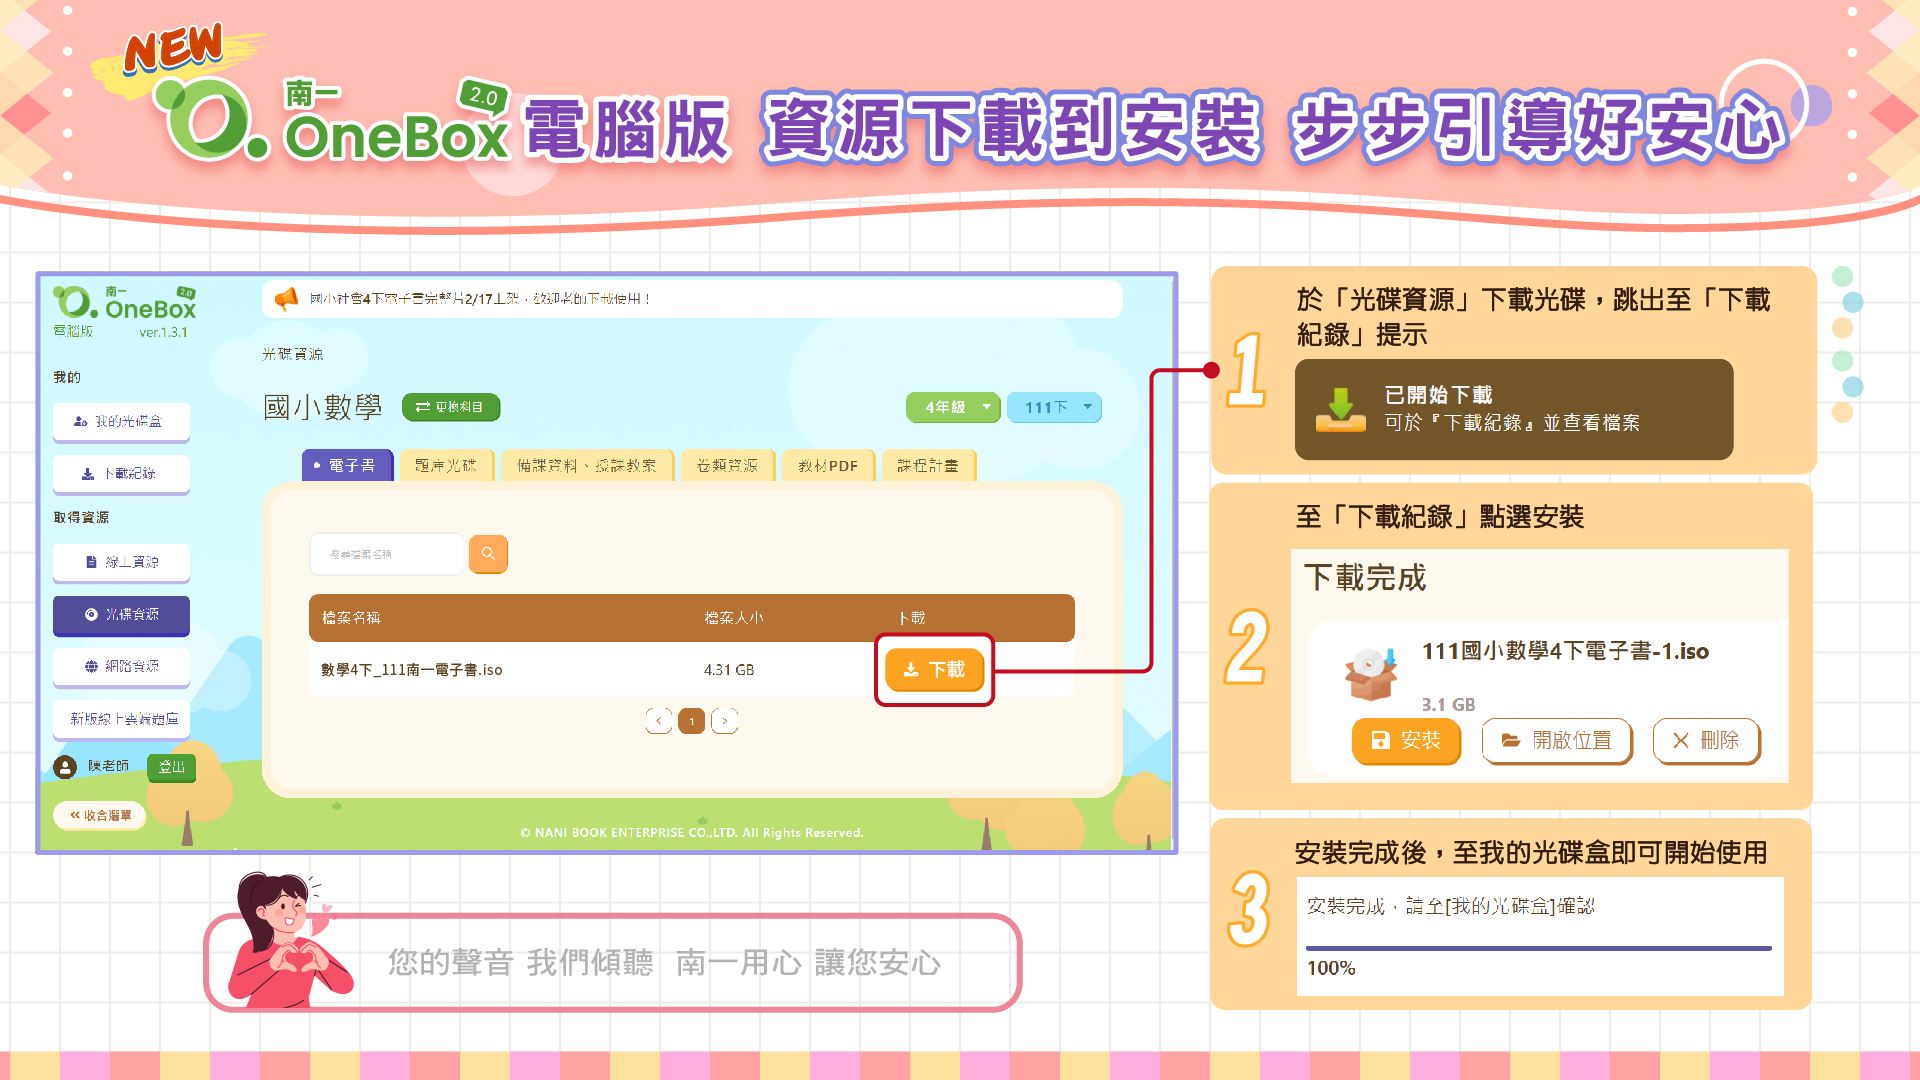 NEW
南一
OneBox
2.0
電腦版 資源下載到安裝 步步引導好安心
南一
OneBox
2.0
電腦版 ver.1.3.1
我的
我的光碟盒
下載紀錄
取得資源
線上資源
光碟資源
網路資源
新版線上雲端題庫
陳老師 登出
« 收合選單
國小社會4下電子書完整片2/17上架，歡迎老師下載使用！
光碟資源
國小數學 更換科目 4年級 111下
• 電子書 題庫光碟 備課資料、授課教案 卷類資源 教材PDF 課程計畫
搜尋檔案名稱
檔案名稱 檔案大小 下載
數學4下_111南一電子書.iso 4.31 GB 下載
1
© NANI BOOK ENTERPRISE CO.,LTD. All Rights Reserved.
您的聲音 我們傾聽 南一用心 讓您安心
1
於「光碟資源」下載光碟，跳出至「下載
紀錄」提示
已開始下載
可於『下載紀錄』並查看檔案
2
至「下載紀錄」點選安裝
下載完成
111國小數學4下電子書-1.iso
3.1 GB
安裝 開啟位置 刪除
3
安裝完成後，至我的光碟盒即可開始使用
安裝完成，請至[我的光碟盒]確認
100%